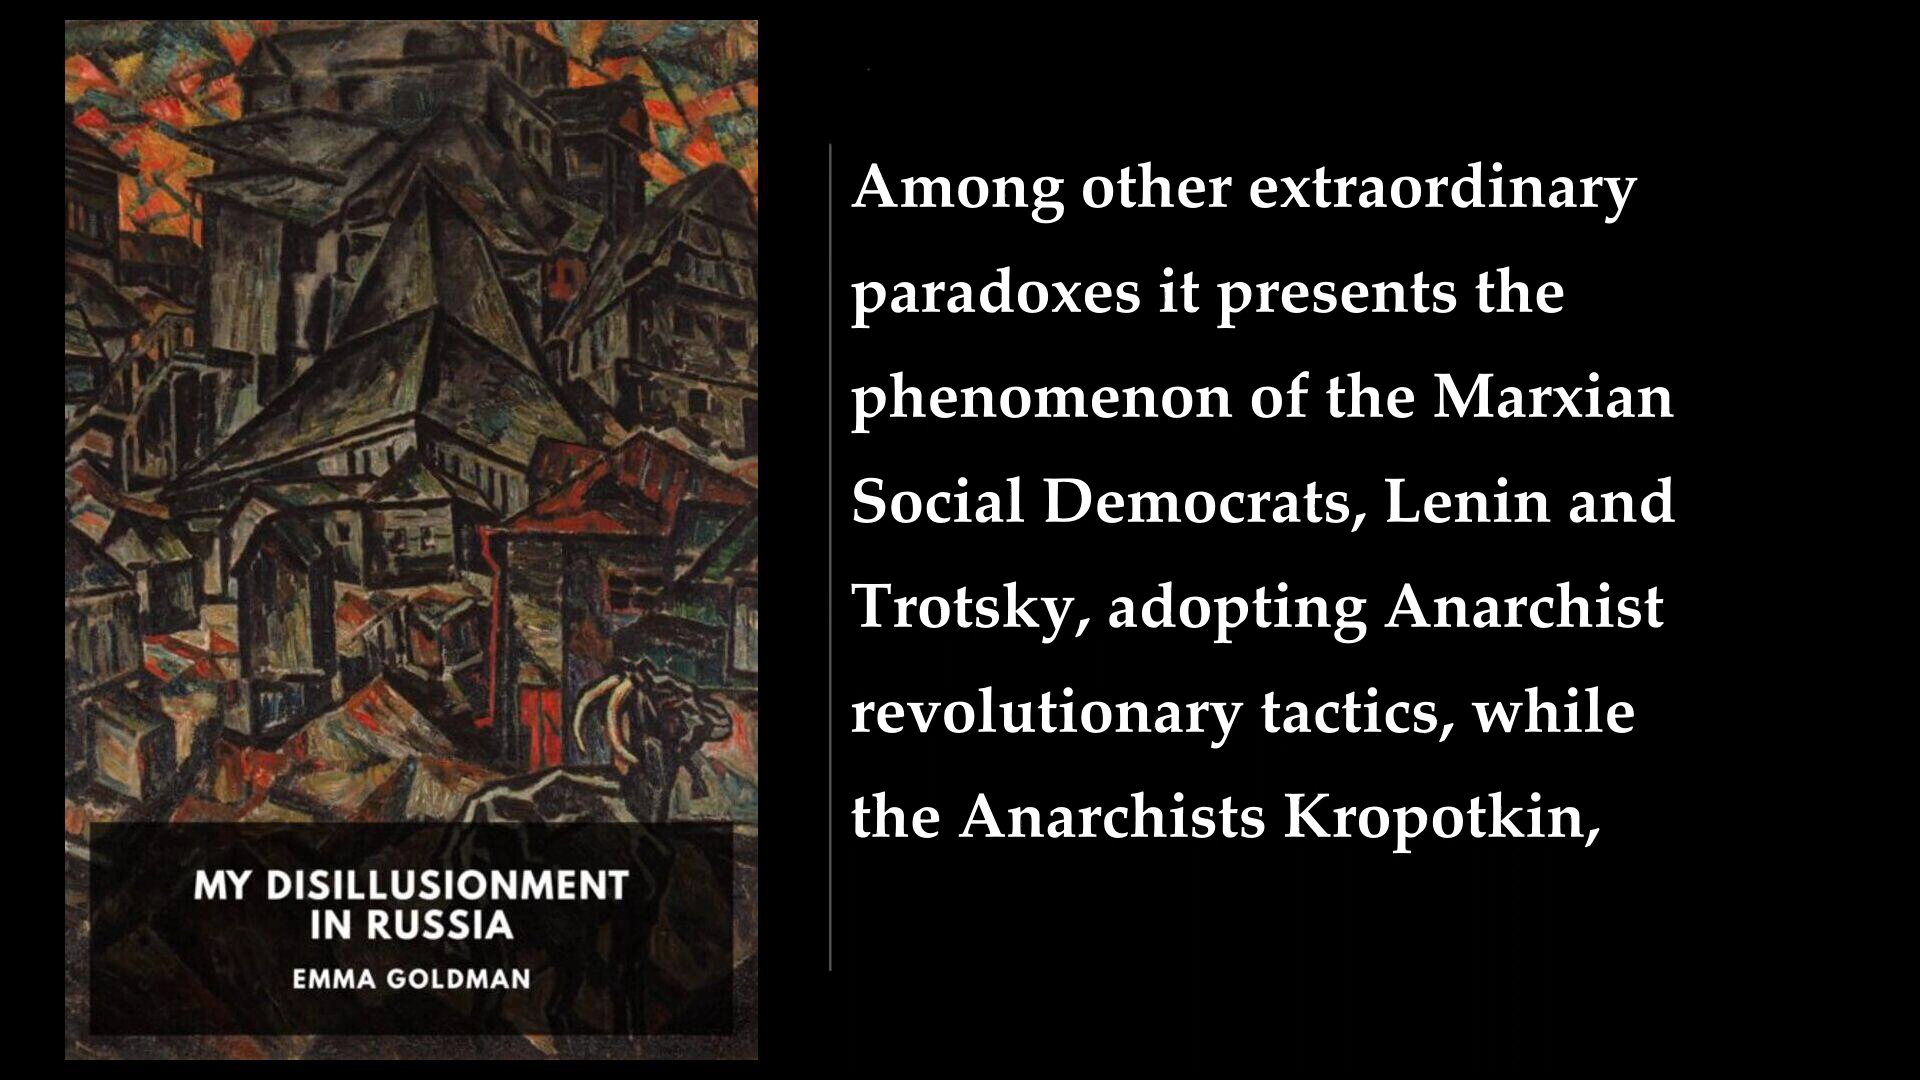 MY DISILLUSIONMENT
IN RUSSIA
EMMA GOLDMAN
Among other extraordinary
paradoxes it presents the
phenomenon of the Marxian
Social Democrats, Lenin and
Trotsky, adopting Anarchist
revolutionary tactics, while
the Anarchists Kropotkin,